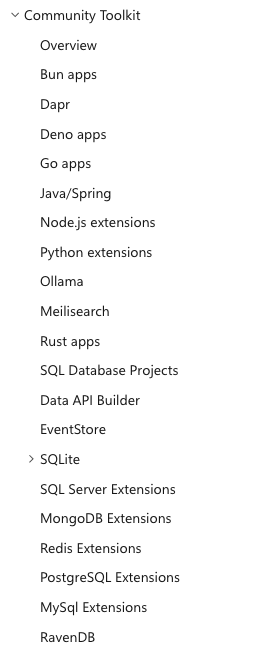 Community Toolkit
Overview
Bun apps
Dapr
Deno apps
Go apps
Java/Spring
Node.js extensions
Python extensions
Ollama
Meilisearch
Rust apps
SQL Database Projects
Data API Builder
EventStore
SQLite
SQL Server Extensions
MongoDB Extensions
Redis Extensions
PostgreSQL Extensions
MySql Extensions
RavenDB